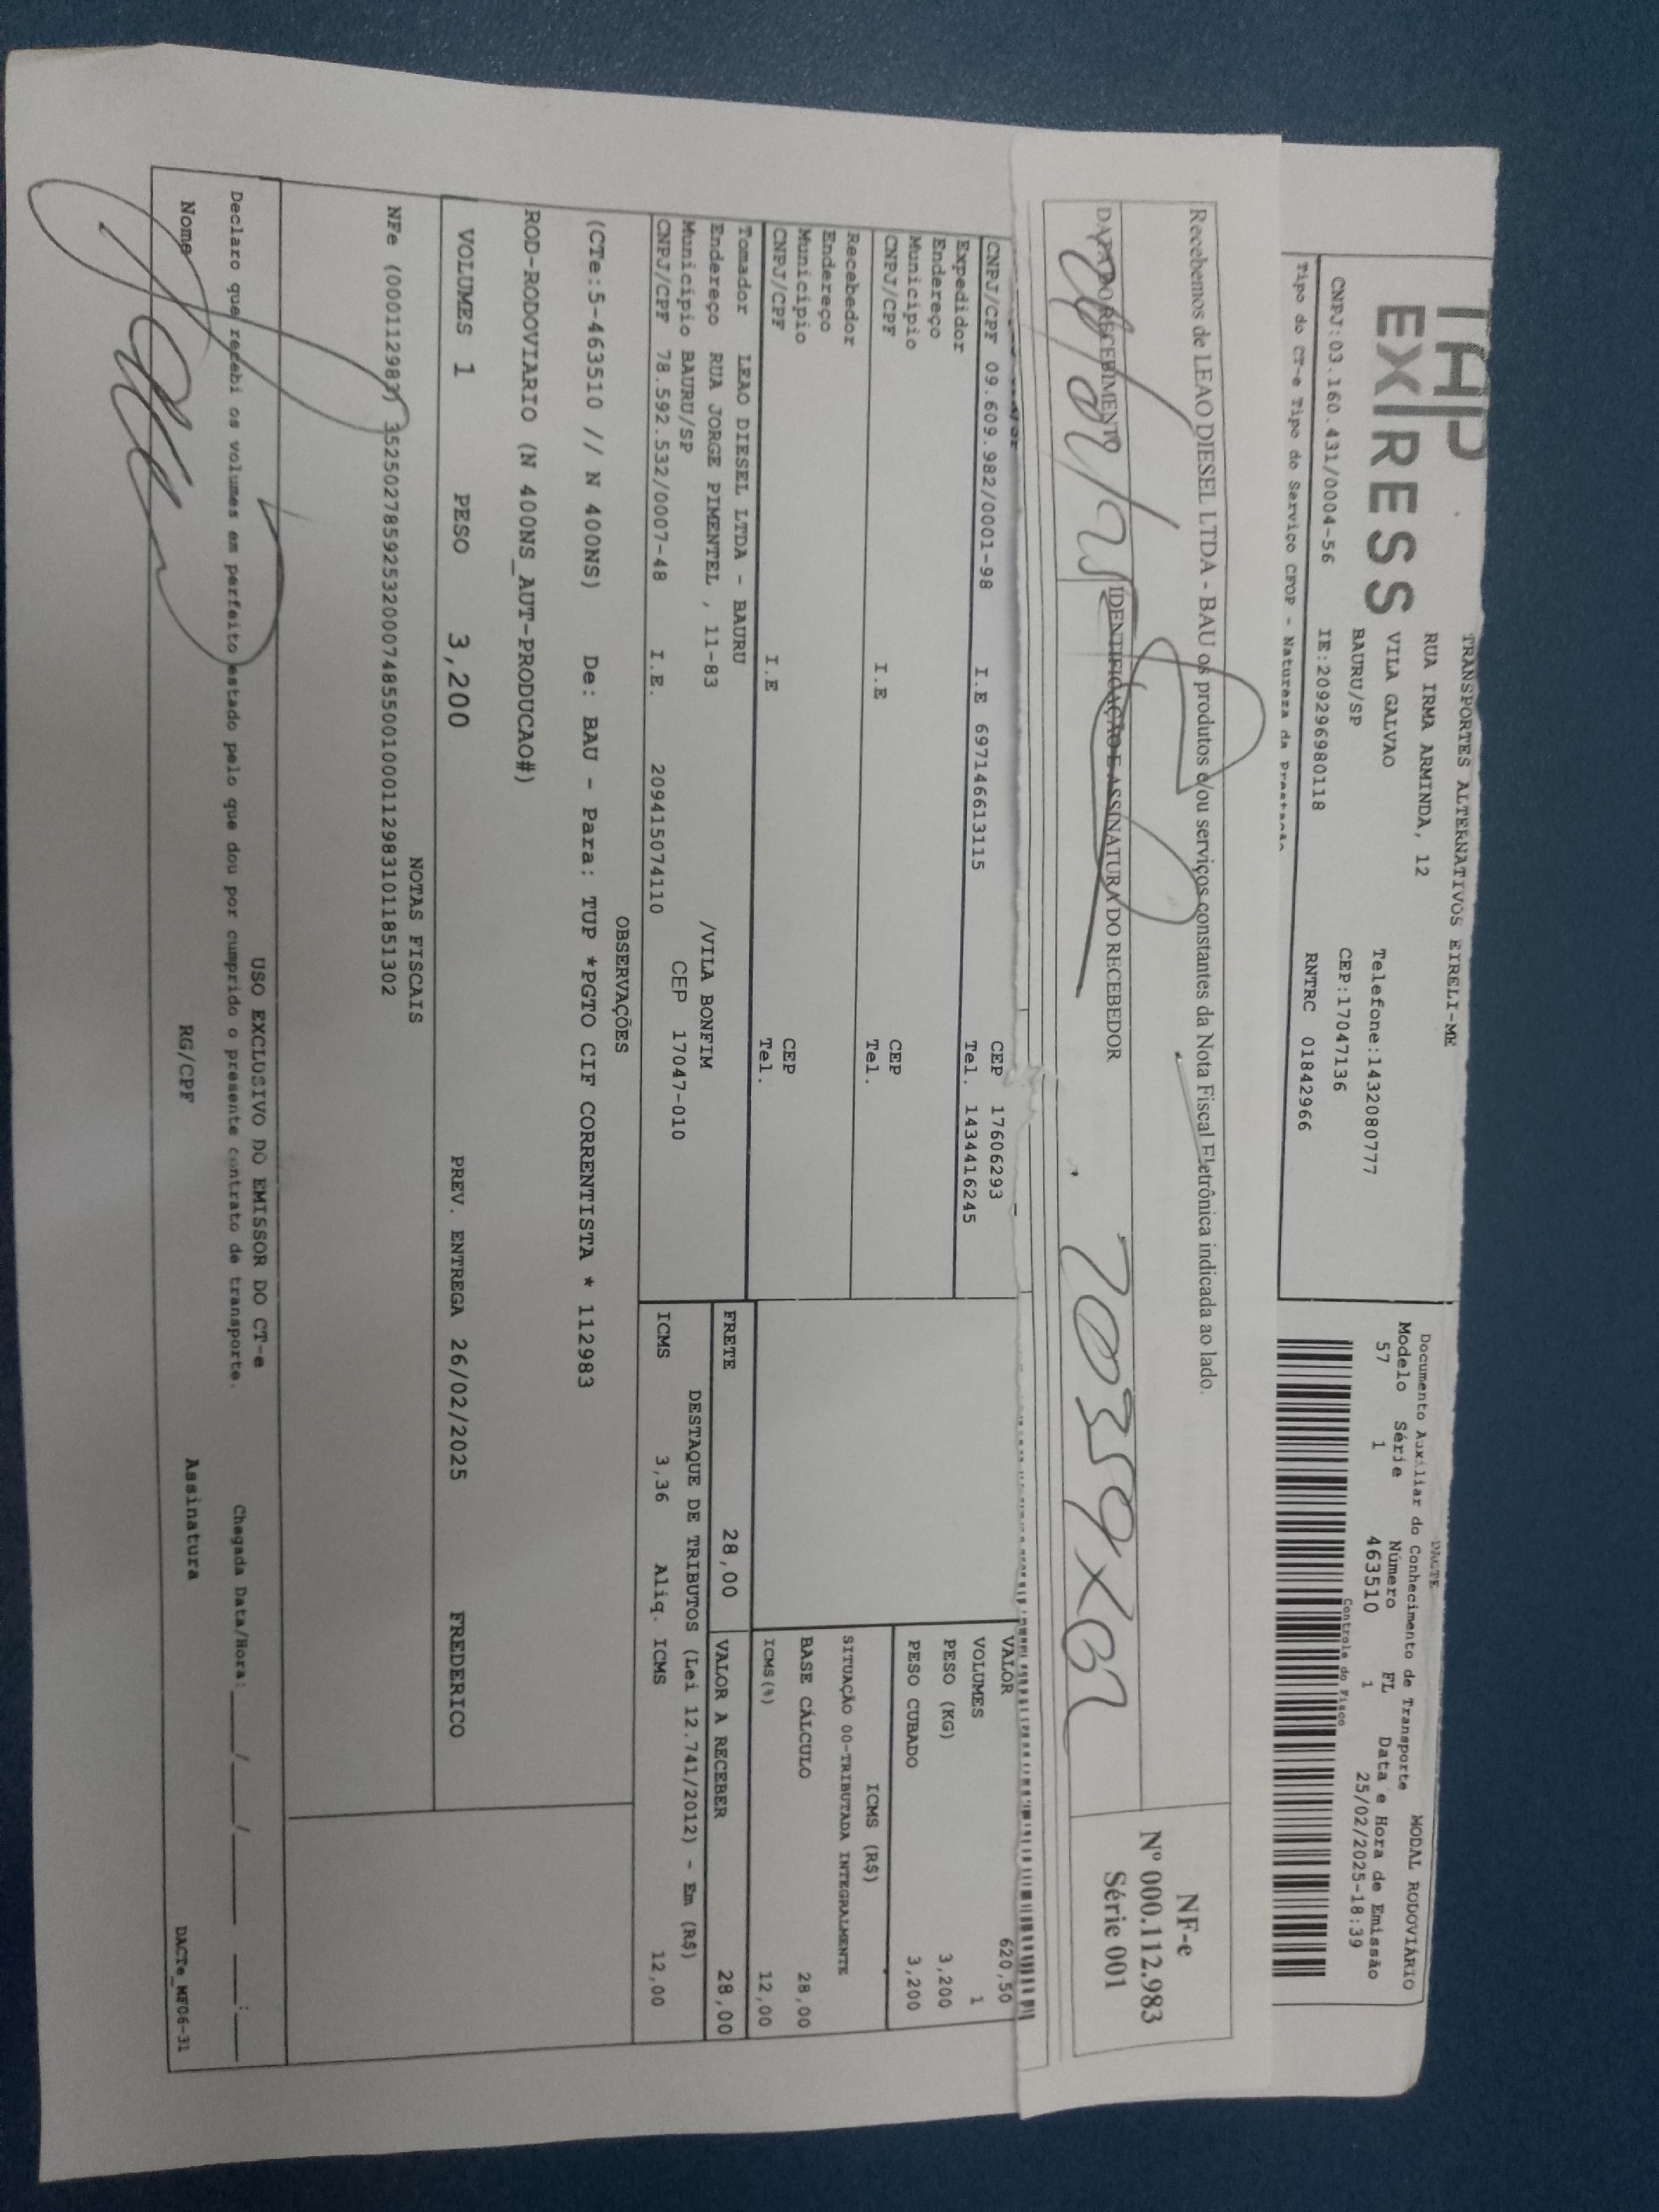 TRANSPORTES ALTERNATIVOS EIRELI-ME
EXPRESS
RUA IRMA ARMINDA, 12
VILA GALVAO
Telefone:1432080777
BAURU/SP
CEP:17047136
CNPJ:03.160.431/0004-56 IE:209296980118 RNTRC 01842966
Tipo do CT-e Tipo do Serviço CFOP - Natureza da Prestação
DACTE
MODAL RODOVIÁRIO
Documento Auxiliar do Conhecimento de Transporte
Modelo Série Número FL Data e Hora de Emissão
57 1 463510 1 25/02/2025-18:39
Controle do Fisco
Recebemos de LEAO DIESEL LTDA - BAU os produtos e/ou serviços constantes da Nota Fiscal Eletrônica indicada ao lado.
DATA DO RECEBIMENTO IDENTIFICAÇÃO E ASSINATURA DO RECEBEDOR
NF-e
Nº 000.112.983
Série 001
CNPJ/CPF 09.609.982/0001-98 I.E 697146613115 CEP 17606293
Expedidor Tel. 1434416245
Endereço
Município CEP
CNPJ/CPF I.E Tel.
Recebedor
Endereço
Município CEP
CNPJ/CPF I.E Tel.
Tomador LEAO DIESEL LTDA - BAURU
Endereço RUA JORGE PIMENTEL , 11-83 /VILA BONFIM
Município BAURU/SP CEP 17047-010
CNPJ/CPF 78.592.532/0007-48 I.E. 209415074110
VALOR 620,50
VOLUMES 1
PESO (KG) 3,200
PESO CUBADO 3,200
ICMS (R$)
SITUAÇÃO 00-TRIBUTADA INTEGRALMENTE
BASE CÁLCULO 28,00
ICMS(%) 12,00
FRETE 28,00 VALOR A RECEBER 28,00
DESTAQUE DE TRIBUTOS (Lei 12.741/2012) - Em (R$)
ICMS 3,36 Aliq. ICMS 12,00
OBSERVAÇÕES
(CTe:5-463510 // N 400NS) De: BAU - Para: TUP *PGTO CIF CORRENTISTA * 112983
ROD-RODOVIARIO (N 400NS_AUT-PRODUCAO#)
VOLUMES 1 PESO 3,200 PREV. ENTREGA 26/02/2025 FREDERICO
NOTAS FISCAIS
NFe (000112983) 35250278592532000748550010001129831011851302
USO EXCLUSIVO DO EMISSOR DO CT-e
Declaro que recebi os volumes em perfeito estado pelo que dou por cumprido o presente contrato de transporte. Chegada Data/Hora:___/___/_____ ___:___
Nome RG/CPF Assinatura
DACTe_MF06-31